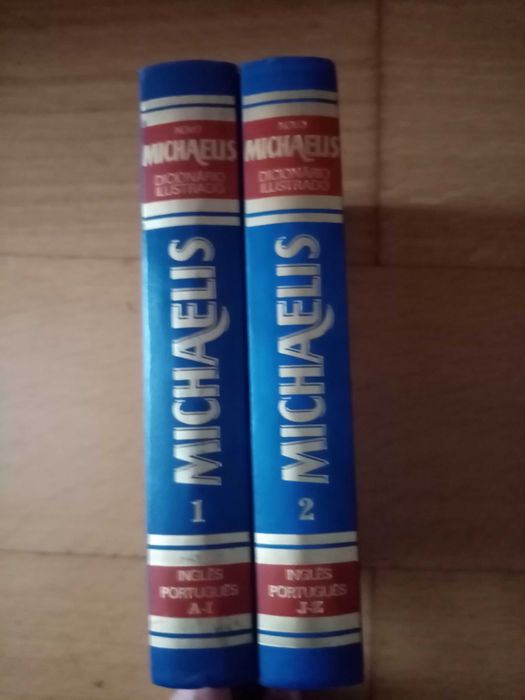 NOVO
MICHAELIS
DICIONÁRIO
ILUSTRADO
MICHAELIS
1
INGLÊS
PORTUGUÊS
A-I
NOVO
MICHAELIS
DICIONÁRIO
ILUSTRADO
MICHAELIS
2
INGLÊS
PORTUGUÊS
J-Z